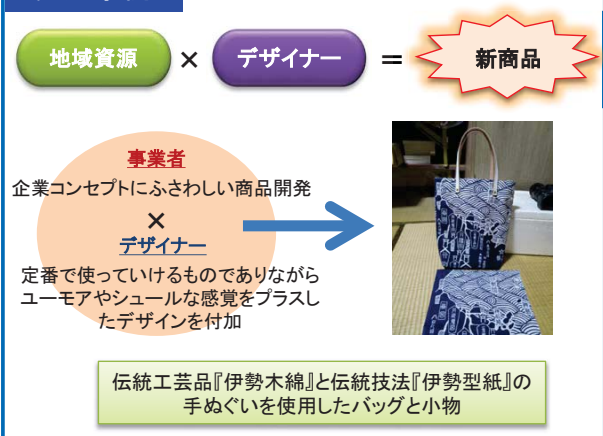 地域資源 × デザイナー = 新商品
事業者
企業コンセプトにふさわしい商品開発
×
デザイナー
定番で使っていけるものでありながら
ユーモアやシュールな感覚をプラスし
たデザインを付加
伝統工芸品『伊勢木綿』と伝統技法『伊勢型紙』の
手ぬぐいを使用したバッグと小物